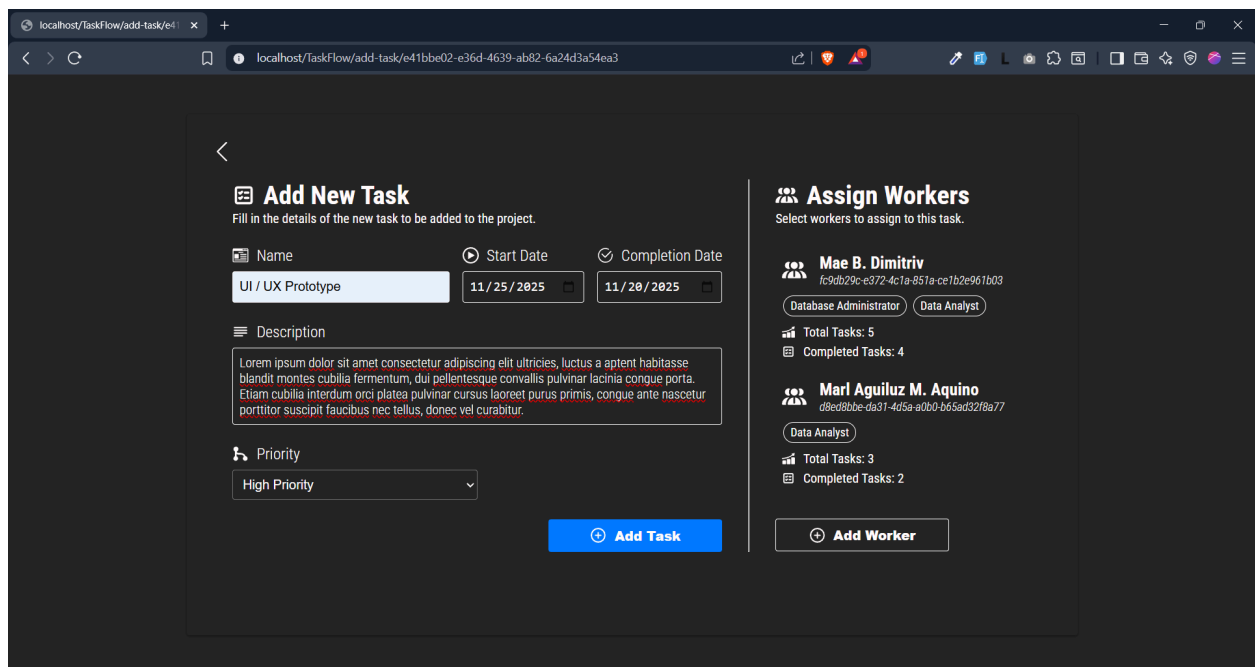 localhost/TaskFlow/add-task/e41
localhost/TaskFlow/add-task/e41bbe02-e36d-4639-ab82-6a24d3a54ea3
Add New Task
Fill in the details of the new task to be added to the project.
Name
Start Date
Completion Date
UI / UX Prototype
11/25/2025
11/20/2025
Description
Lorem ipsum dolor sit amet consectetur adipiscing elit ultricies, luctus a aptent habitasse
blandit montes cubilia fermentum, dui pellentesque convallis pulvinar lacinia congue porta.
Etiam cubilia interdum orci platea pulvinar cursus laoreet purus primis, congue ante nascetur
porttitor suscipit faucibus nec tellus, donec vel curabitur.
Priority
High Priority
Add Task
Assign Workers
Select workers to assign to this task.
Mae B. Dimitriv
fc9db29c-e372-4c1a-851a-ce1b2e961b03
Database Administrator
Data Analyst
Total Tasks: 5
Completed Tasks: 4
Marl Aguiluz M. Aquino
d8ed8bbe-da31-4d5a-a0b0-b65ad32f8a77
Data Analyst
Total Tasks: 3
Completed Tasks: 2
Add Worker